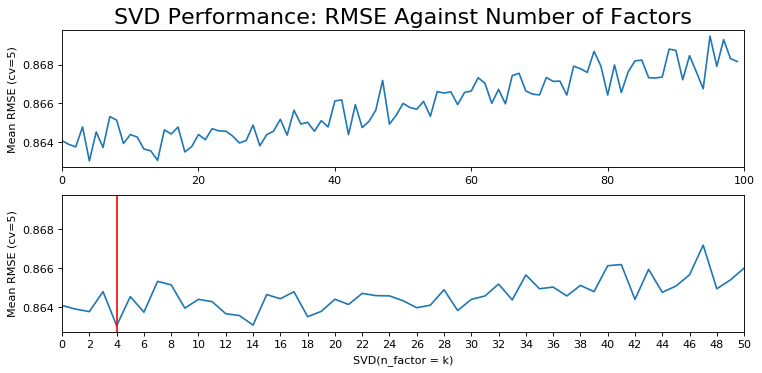 SVD Performance: RMSE Against Number of Factors
Mean RMSE (cv=5)
0.868
0.866
0.864
0 20 40 60 80 100
Mean RMSE (cv=5)
0.868
0.866
0.864
0 2 4 6 8 10 12 14 16 18 20 22 24 26 28 30 32 34 36 38 40 42 44 46 48 50
SVD(n_factor = k)